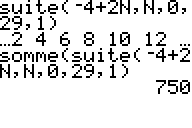 suite(-4+2N,N,0,
29,1)
…2 4 6 8 10 12 …
somme(suite(-4+2
N,N,0,29,1)
750